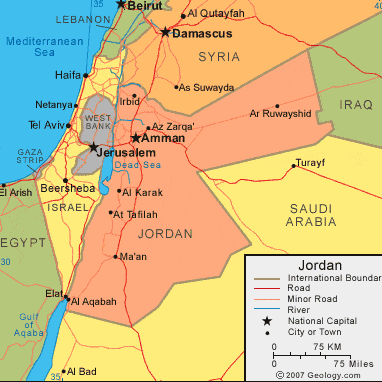 35
Beirut
LEBANON
Al Qutayfah
Mediterranean
Sea
Damascus
SYRIA
Haifa
As Suwayda
Netanya
Irbid
Ar Ruwayshid
IRAQ
WEST
BANK
Tel Aviv
Az Zarqa'
Amman
Jerusalem
GAZA
STRIP
Dead Sea
Turayf
Beersheba
El Arish
Al Karak
ISRAEL
At Tafilah
SAUDI
ARABIA
JORDAN
EGYPT
Ma'an
30
30
Elat
Al Aqabah
Gulf
of
Aqaba
35
Al Bad
Jordan
International Boundar
Road
Minor Road
River
National Capital
City or Town
0
75 KM
0
75 Miles
©2007 Geology.com